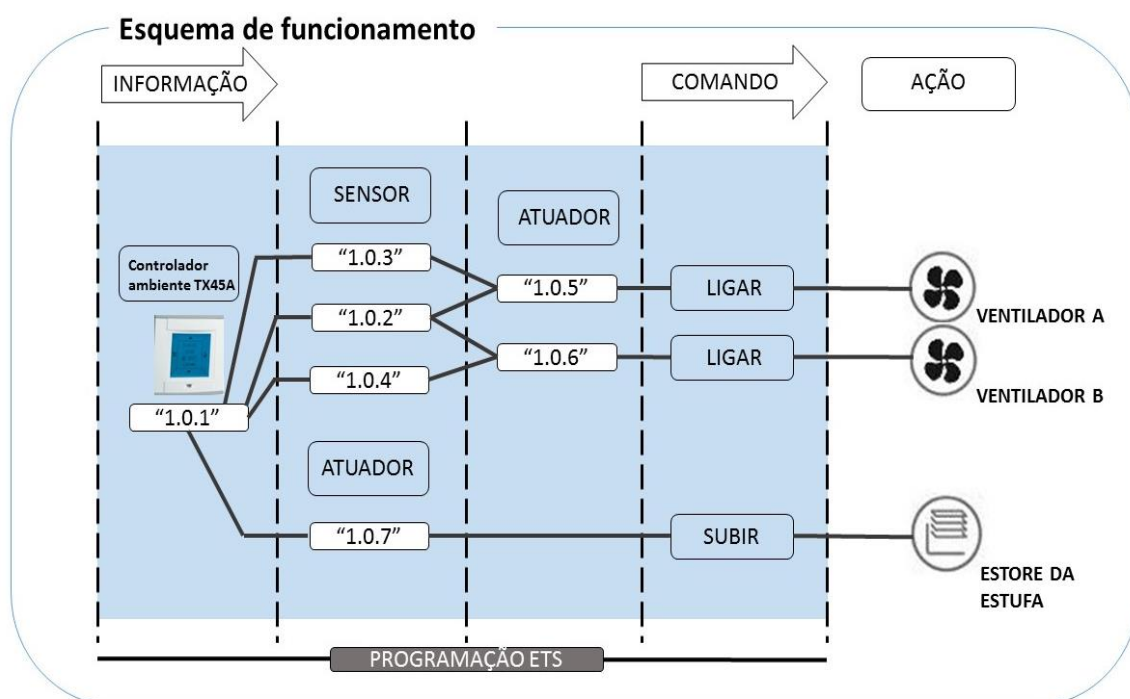 Esquema de funcionamento
INFORMAÇÃO
COMANDO
AÇÃO
SENSOR
ATUADOR
Controlador
ambiente TX45A
“1.0.3”
“1.0.5”
LIGAR
VENTILADOR A
“1.0.2”
“1.0.6”
LIGAR
VENTILADOR B
“1.0.4”
“1.0.1”
ATUADOR
“1.0.7”
SUBIR
ESTORE DA
ESTUFA
PROGRAMAÇÃO ETS